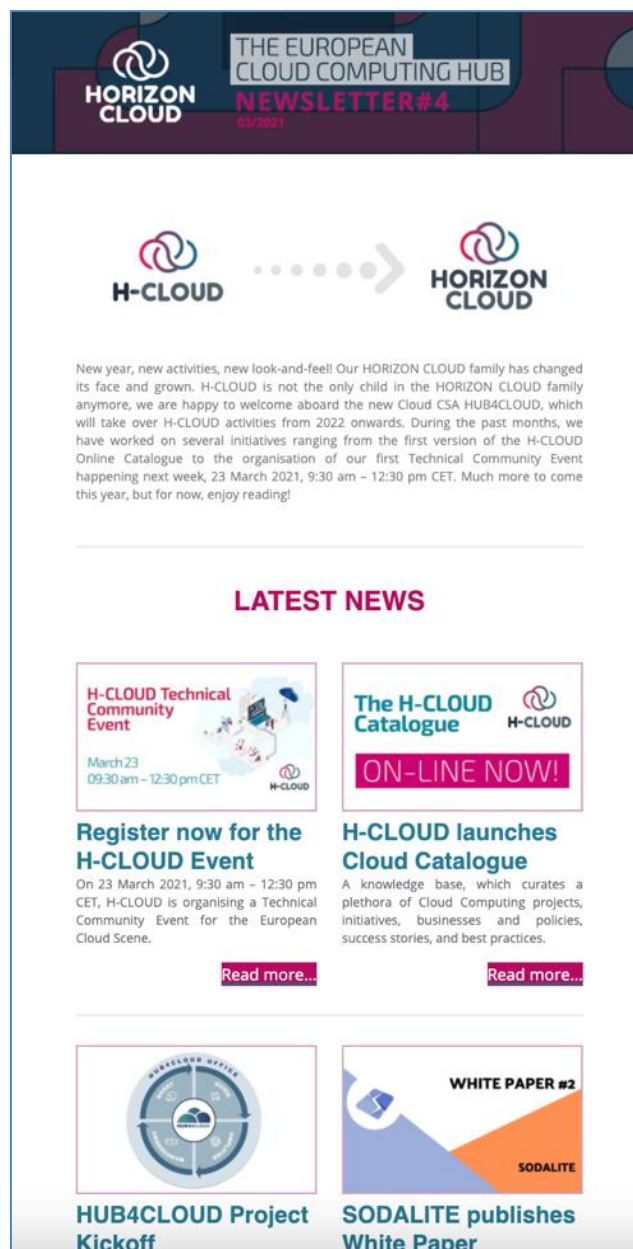 HORIZON
CLOUD
THE EUROPEAN
CLOUD COMPUTING HUB
NEWSLETTER#4
03/2021
H-CLOUD
HORIZON
CLOUD
New year, new activities, new look-and-feel! Our HORIZON CLOUD family has changed
its face and grown. H-CLOUD is not the only child in the HORIZON CLOUD family
anymore, we are happy to welcome aboard the new Cloud CSA HUB4CLOUD, which
will take over H-CLOUD activities from 2022 onwards. During the past months, we
have worked on several initiatives ranging from the first version of the H-CLOUD
Online Catalogue to the organisation of our first Technical Community Event
happening next week, 23 March 2021, 9:30 am – 12:30 pm CET. Much more to come
this year, but for now, enjoy reading!
LATEST NEWS
H-CLOUD Technical
Community
Event
March 23
09:30 am – 12:30 pm CET
H-CLOUD
Register now for the
H-CLOUD Event
On 23 March 2021, 9:30 am – 12:30 pm
CET, H-CLOUD is organising a Technical
Community Event for the European
Cloud Scene.
Read more...
The H-CLOUD
Catalogue
H-CLOUD
ON-LINE NOW!
H-CLOUD launches
Cloud Catalogue
A knowledge base, which curates a
plethora of Cloud Computing projects,
initiatives, businesses and policies,
success stories, and best practices.
Read more...
HUB4CLOUD OFFICE
HUB4CLOUD
HUB4CLOUD Project
Kickoff
WHITE PAPER #2
SODALITE
SODALITE publishes
White Paper